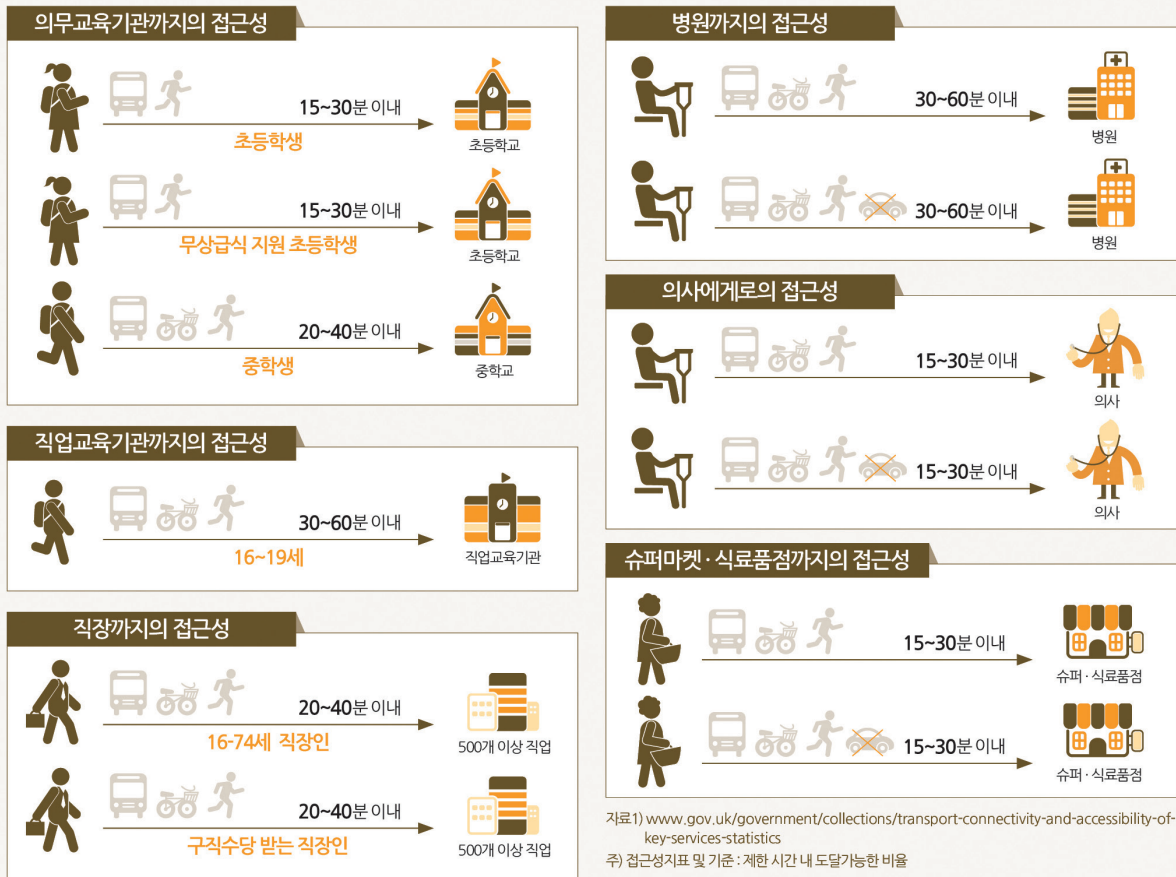 의무교육기관까지의 접근성
15~30분 이내
초등학생
초등학교
15~30분 이내
무상급식 지원 초등학생
초등학교
20~40분 이내
중학생
중학교
직업교육기관까지의 접근성
30~60분 이내
16~19세
직업교육기관
직장까지의 접근성
20~40분 이내
16-74세 직장인
500개 이상 직업
20~40분 이내
구직수당 받는 직장인
500개 이상 직업
병원까지의 접근성
30~60분 이내
병원
30~60분 이내
병원
의사에게로의 접근성
15~30분 이내
의사
15~30분 이내
의사
슈퍼마켓·식료품점까지의 접근성
15~30분 이내
슈퍼·식료품점
15~30분 이내
슈퍼·식료품점
자료1) www.gov.uk/government/collections/transport-connectivity-and-accessibility-of-
key-services-statistics
주) 접근성지표 및 기준 : 제한 시간 내 도달가능한 비율